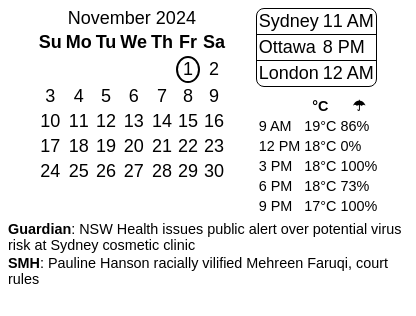 November 2024
Su Mo Tu We Th Fr Sa
1 2
3 4 5 6 7 8 9
10 11 12 13 14 15 16
17 18 19 20 21 22 23
24 25 26 27 28 29 30
Sydney 11 AM
Ottawa 8 PM
London 12 AM
°C ☂
9 AM 19°C 86%
12 PM 18°C 0%
3 PM 18°C 100%
6 PM 18°C 73%
9 PM 17°C 100%
Guardian: NSW Health issues public alert over potential virus
risk at Sydney cosmetic clinic
SMH: Pauline Hanson racially vilified Mehreen Faruqi, court
rules